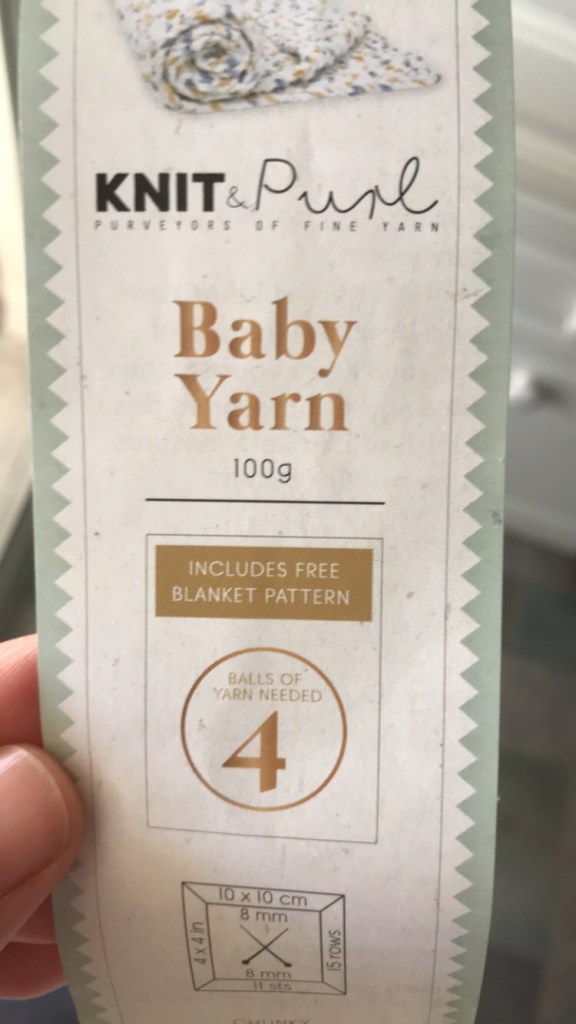 KNIT & Purl
PURVEYORS OF FINE YARN
Baby
Yarn
100g
INCLUDES FREE
BLANKET PATTERN
BALLS OF
YARN NEEDED
4
10 x 10 cm
8 mm
4 x 4 in
15 rows
8 mm
11 sts
CHUNKY